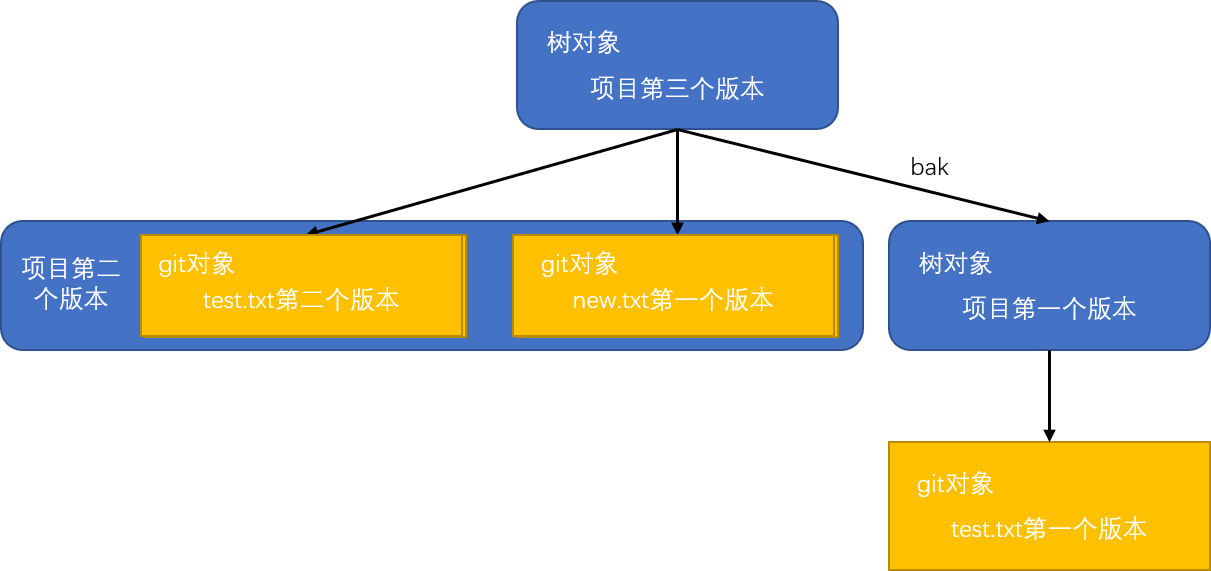 树对象
项目第三个版本
bak
项目第二
个版本
git对象
test.txt第二个版本
git对象
new.txt第一个版本
树对象
项目第一个版本
git对象
test.txt第一个版本